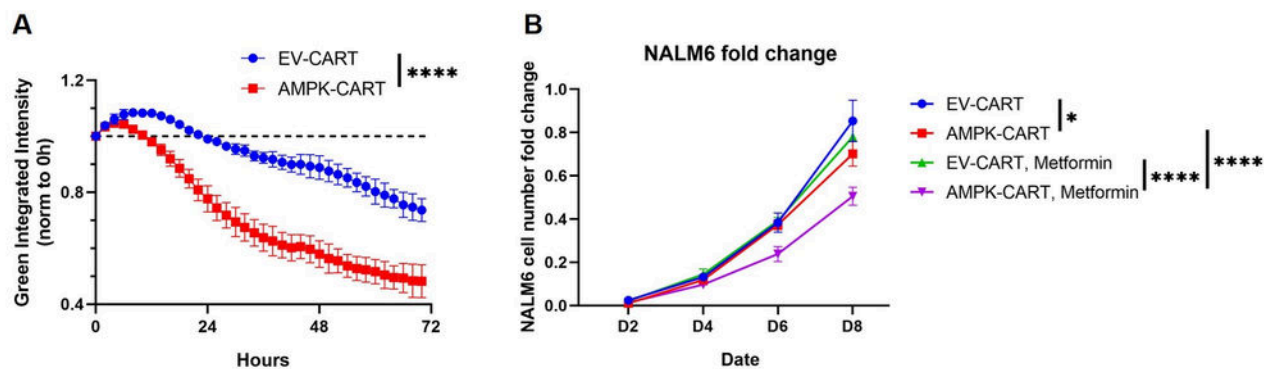 A
EV-CART
AMPK-CART
****
Green Integrated Intensity
(norm to 0h)
1.2
0.8
0.4
0
24
48
72
Hours
B
NALM6 fold change
NALM6 cell number fold change
1.0
0.8
0.6
0.4
0.2
0.0
D2
D4
D6
D8
Date
EV-CART
AMPK-CART
EV-CART, Metformin
AMPK-CART, Metformin
*
****
****